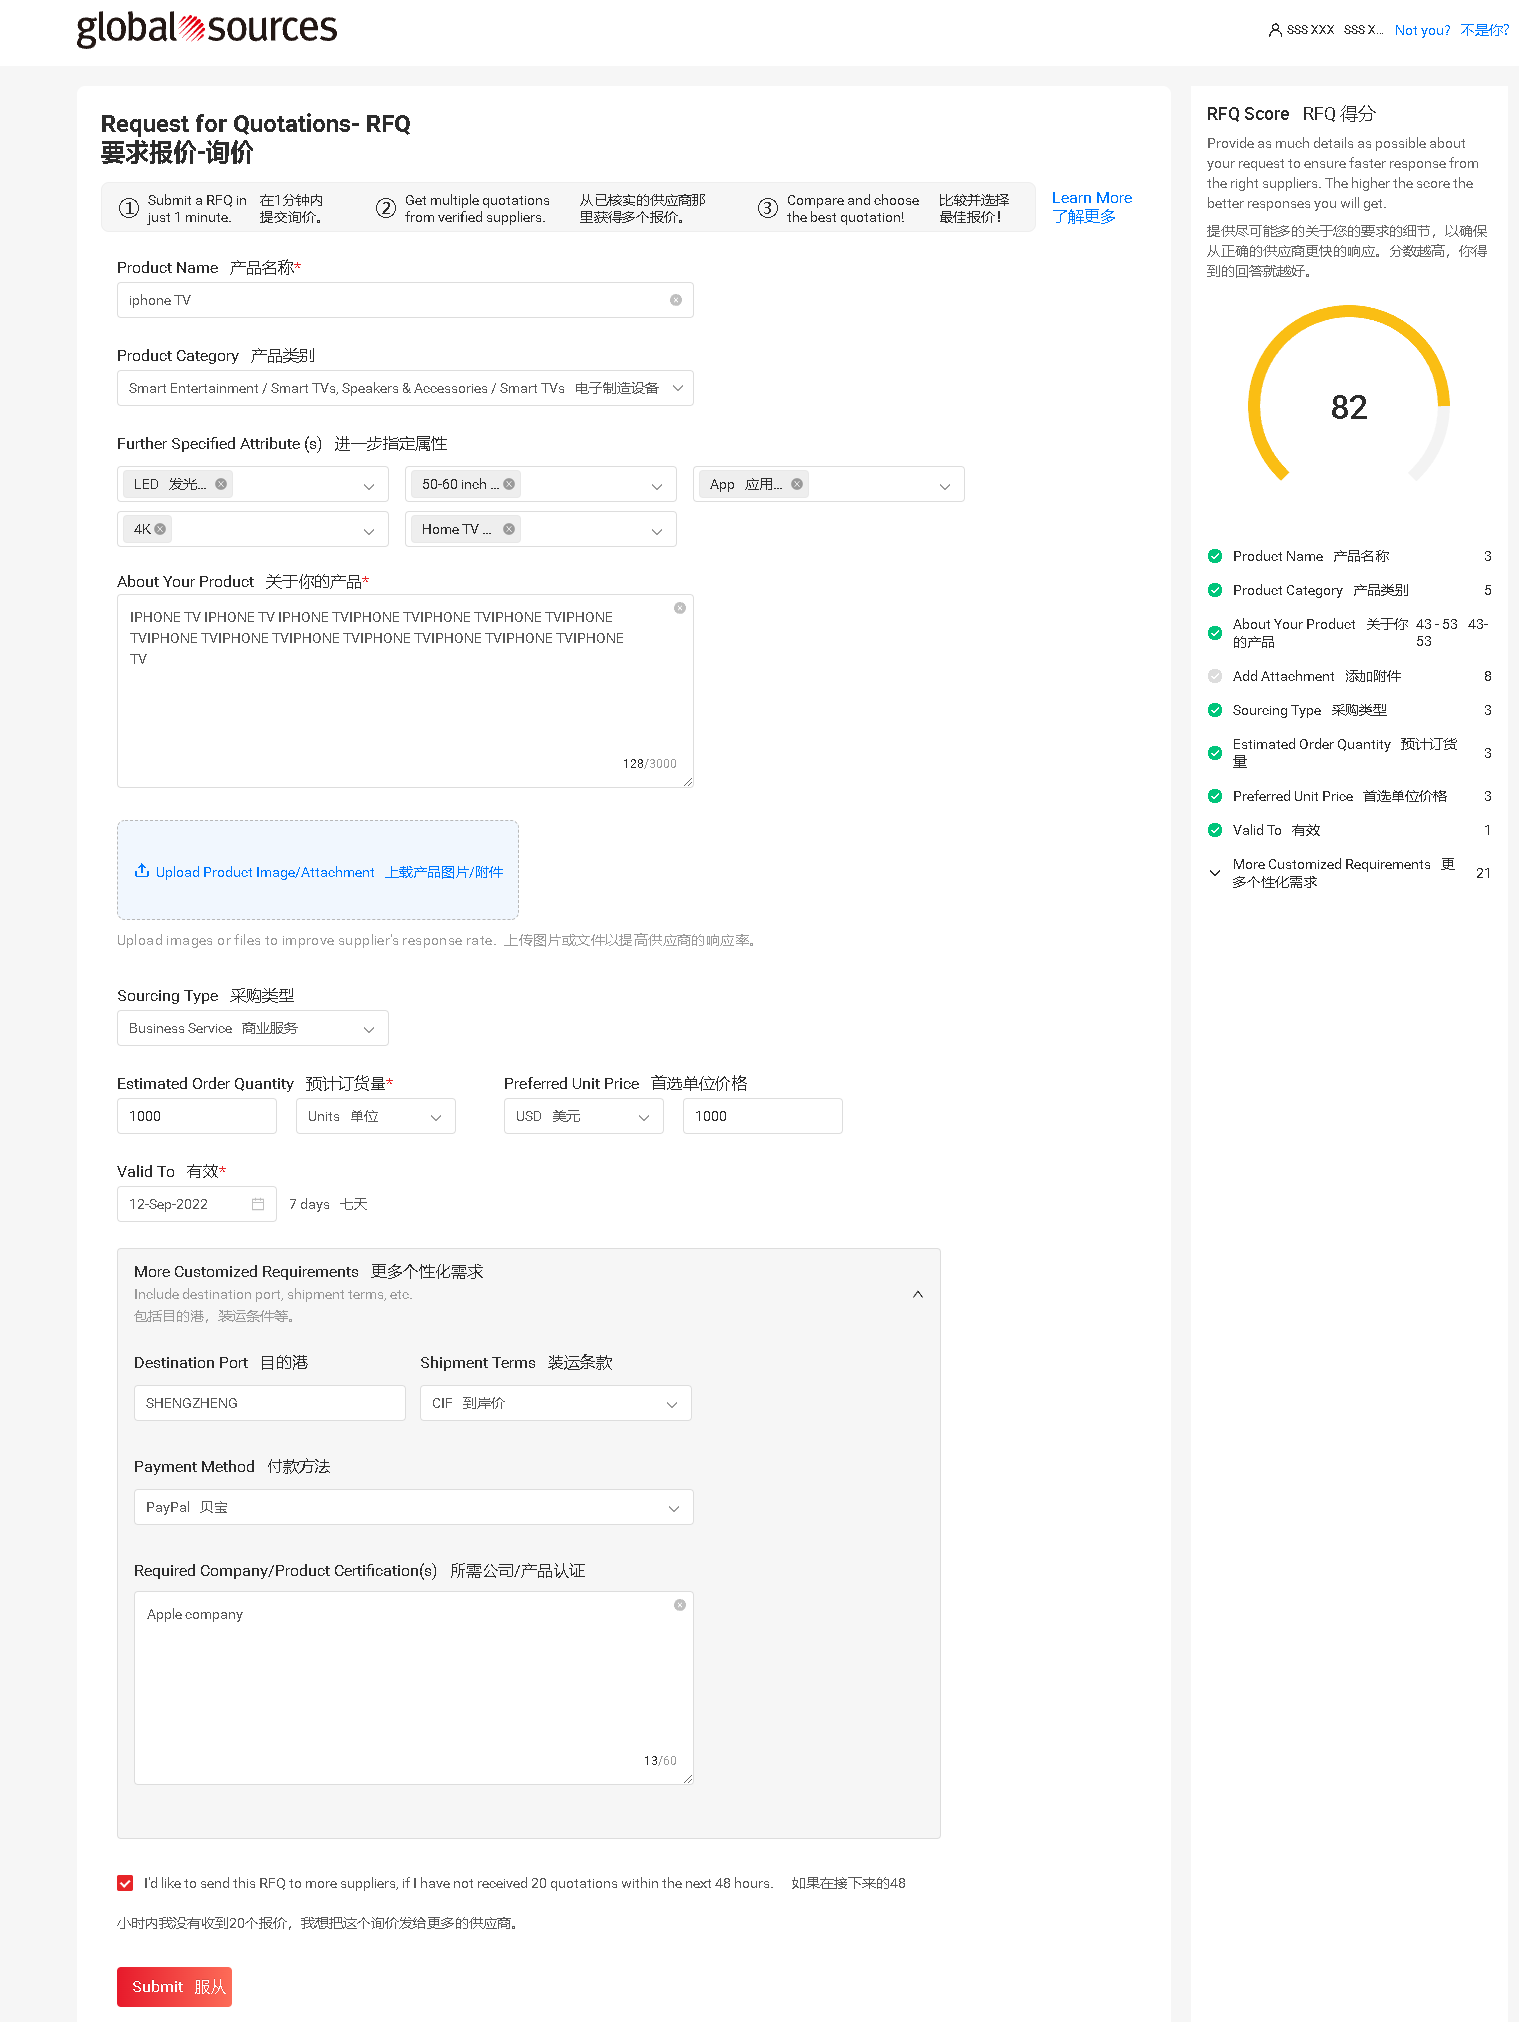 global sources
SSS XXX SSS X... Not you? 不是你?
Request for Quotations- RFQ
要求报价-询价
① Submit a RFQ in just 1 minute. 在1分钟内提交询价。
② Get multiple quotations from verified suppliers. 从已核实的供应商那里获得多个报价。
③ Compare and choose the best quotation! 比较并选择最佳报价！
Learn More
了解更多
Product Name 产品名称*
iphone TV
Product Category 产品类别
Smart Entertainment / Smart TVs, Speakers & Accessories / Smart TVs 电子制造设备
Further Specified Attribute (s) 进一步指定属性
LED 发光... 50-60 inch ... App 应用...
4K Home TV ...
About Your Product 关于你的产品*
IPHONE TV IPHONE TV IPHONE TVIPHONE TVIPHONE TVIPHONE TVIPHONE
TVIPHONE TVIPHONE TVIPHONE TVIPHONE TVIPHONE TVIPHONE TVIPHONE
TV
128/3000
Upload Product Image/Attachment 上载产品图片/附件
Upload images or files to improve supplier's response rate. 上传图片或文件以提高供应商的响应率。
Sourcing Type 采购类型
Business Service 商业服务
Estimated Order Quantity 预计订货量* Preferred Unit Price 首选单位价格
1000 Units 单位 USD 美元 1000
Valid To 有效*
12-Sep-2022 7 days 七天
More Customized Requirements 更多个性化需求
Include destination port, shipment terms, etc.
包括目的港，装运条件等。
Destination Port 目的港 Shipment Terms 装运条款
SHENGZHENG CIF 到岸价
Payment Method 付款方法
PayPal 贝宝
Required Company/Product Certification(s) 所需公司/产品认证
Apple company
13/60
I'd like to send this RFQ to more suppliers, if I have not received 20 quotations within the next 48 hours. 如果在接下来的48
小时内我没有收到20个报价，我想把这个询价发给更多的供应商。
Submit 服从
RFQ Score RFQ 得分
Provide as much details as possible about
your request to ensure faster response from
the right suppliers. The higher the score the
better responses you will get.
提供尽可能多的关于您的要求的细节，以确保
从正确的供应商更快的响应。分数越高，你得
到的回答就越好。
82
Product Name 产品名称 3
Product Category 产品类别 5
About Your Product 关于你的产品 43 - 53 43-53
Add Attachment 添加附件 8
Sourcing Type 采购类型 3
Estimated Order Quantity 预计订货量 3
Preferred Unit Price 首选单位价格 3
Valid To 有效 1
More Customized Requirements 更多个性化需求 21